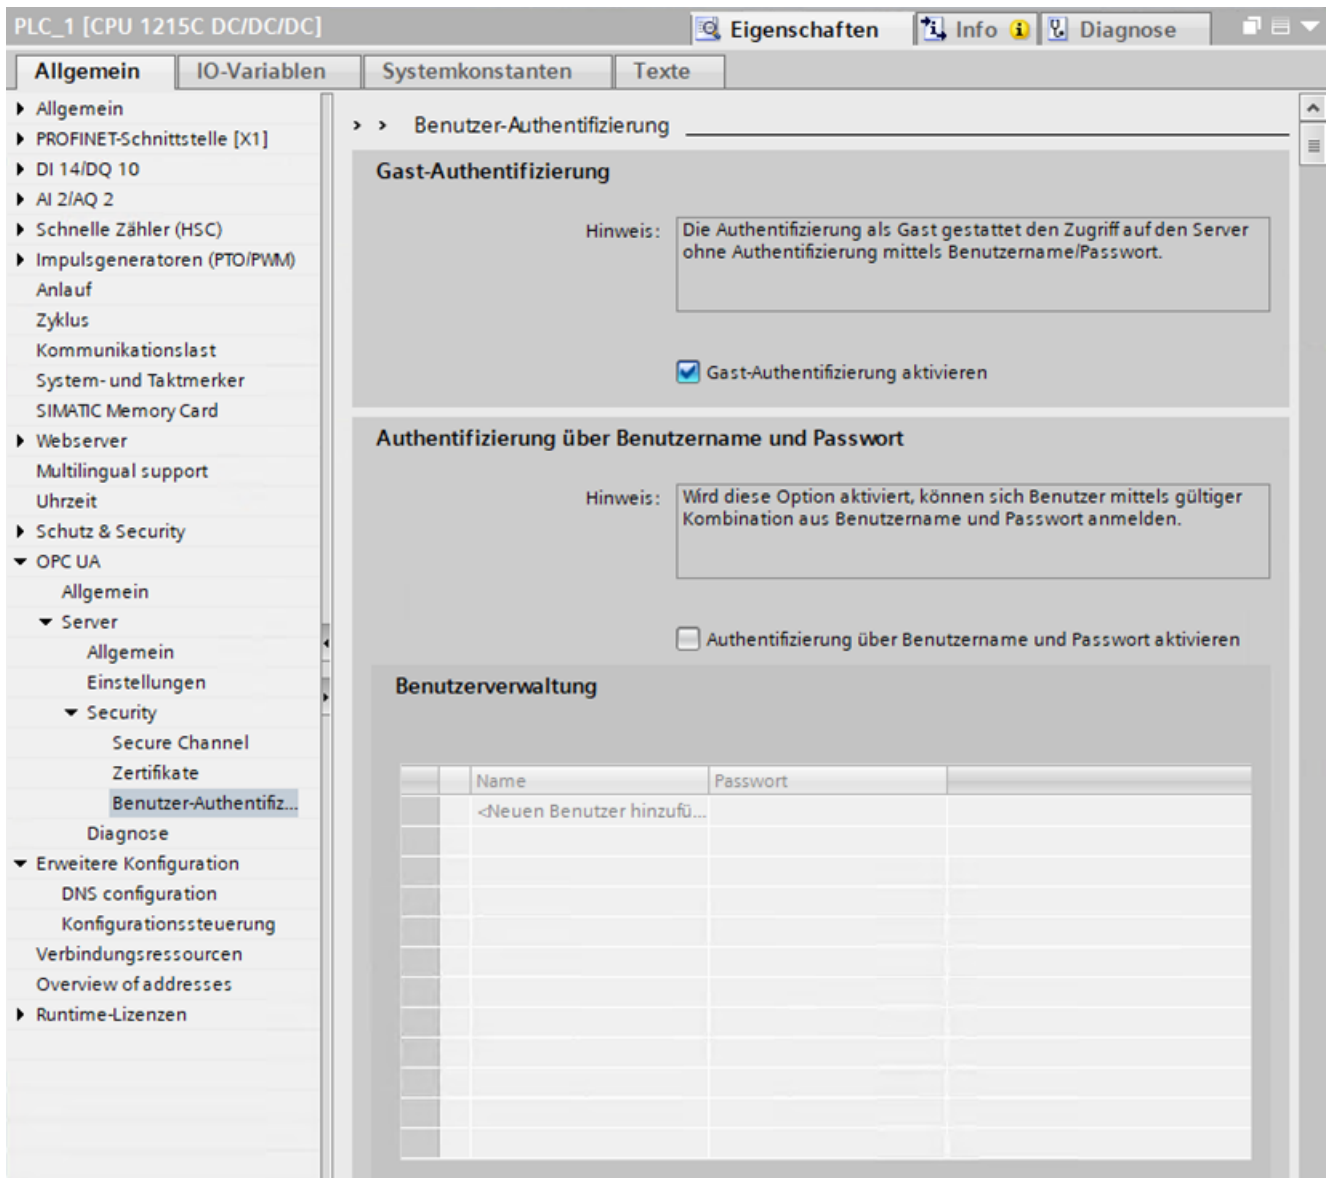 PLC_1 [CPU 1215C DC/DC/DC]
Eigenschaften
Info
Diagnose
Allgemein
IO-Variablen
Systemkonstanten
Texte
Allgemein
PROFINET-Schnittstelle [X1]
DI 14/DQ 10
AI 2/AQ 2
Schnelle Zähler (HSC)
Impulsgeneratoren (PTO/PWM)
Anlauf
Zyklus
Kommunikationslast
System- und Taktmerker
SIMATIC Memory Card
Webserver
Multilingual support
Uhrzeit
Schutz & Security
OPC UA
Allgemein
Server
Allgemein
Einstellungen
Security
Secure Channel
Zertifikate
Benutzer-Authentifiz...
Diagnose
Erweitere Konfiguration
DNS configuration
Konfigurationssteuerung
Verbindungsressourcen
Overview of addresses
Runtime-Lizenzen
> > Benutzer-Authentifizierung
Gast-Authentifizierung
Hinweis:
Die Authentifizierung als Gast gestattet den Zugriff auf den Server
ohne Authentifizierung mittels Benutzername/Passwort.
Gast-Authentifizierung aktivieren
Authentifizierung über Benutzername und Passwort
Hinweis:
Wird diese Option aktiviert, können sich Benutzer mittels gültiger
Kombination aus Benutzername und Passwort anmelden.
Authentifizierung über Benutzername und Passwort aktivieren
Benutzerverwaltung
Name
Passwort
<Neuen Benutzer hinzufü...